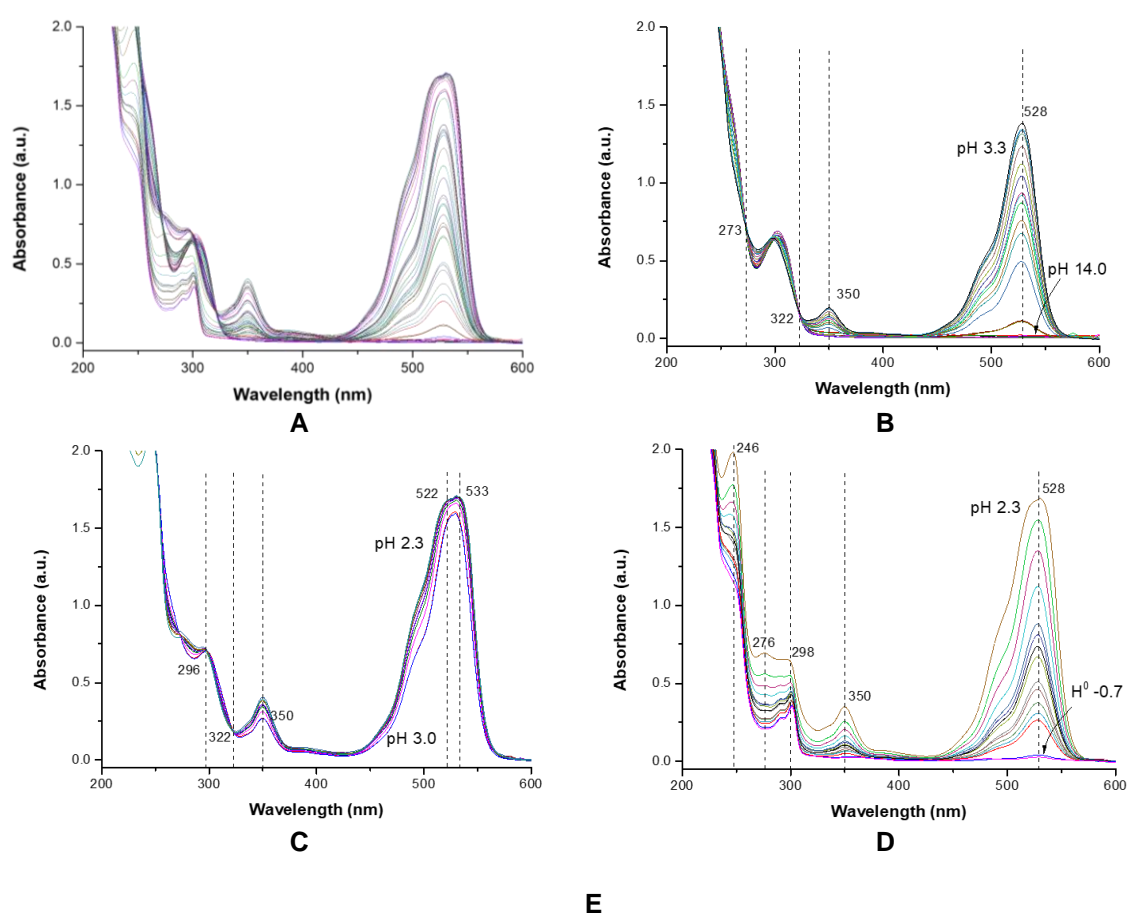 2.0
1.5
1.0
0.5
0.0
Absorbance (a.u.)
200 300 400 500 600
Wavelength (nm)
A
2.0
1.5
1.0
0.5
0.0
Absorbance (a.u.)
528
pH 3.3
273
pH 14.0
350
322
200 300 400 500 600
Wavelength (nm)
B
2.0
1.5
1.0
0.5
0.0
Absorbance (a.u.)
522 533
pH 2.3
296
350
322
pH 3.0
200 300 400 500 600
Wavelength (nm)
C
2.0
1.5
1.0
0.5
0.0
Absorbance (a.u.)
246
528
pH 2.3
276
298
350
H⁰ -0.7
200 300 400 500 600
Wavelength (nm)
D
E